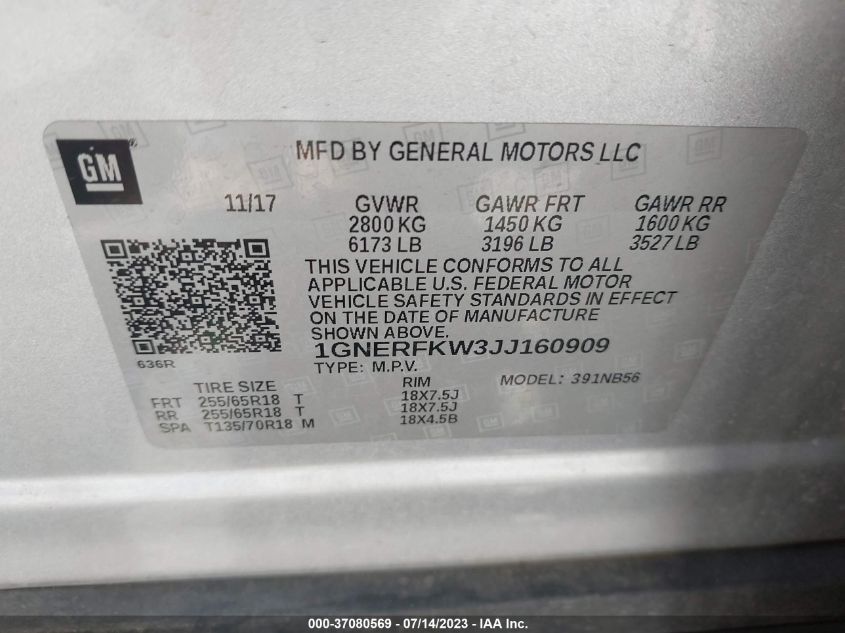 GM ®
MFD BY GENERAL MOTORS LLC
11/17 GVWR GAWR FRT GAWR RR
2800 KG 1450 KG 1600 KG
6173 LB 3196 LB 3527 LB
THIS VEHICLE CONFORMS TO ALL
APPLICABLE U.S. FEDERAL MOTOR
VEHICLE SAFETY STANDARDS IN EFFECT
ON THE DATE OF MANUFACTURE
SHOWN ABOVE.
1GNERFKW3JJ160909
636R TYPE: M.P.V.
TIRE SIZE RIM MODEL: 391NB56
FRT 255/65R18 T 18X7.5J
RR 255/65R18 T 18X7.5J
SPA T135/70R18 M 18X4.5B
000-37080569 - 07/14/2023 - IAA Inc.